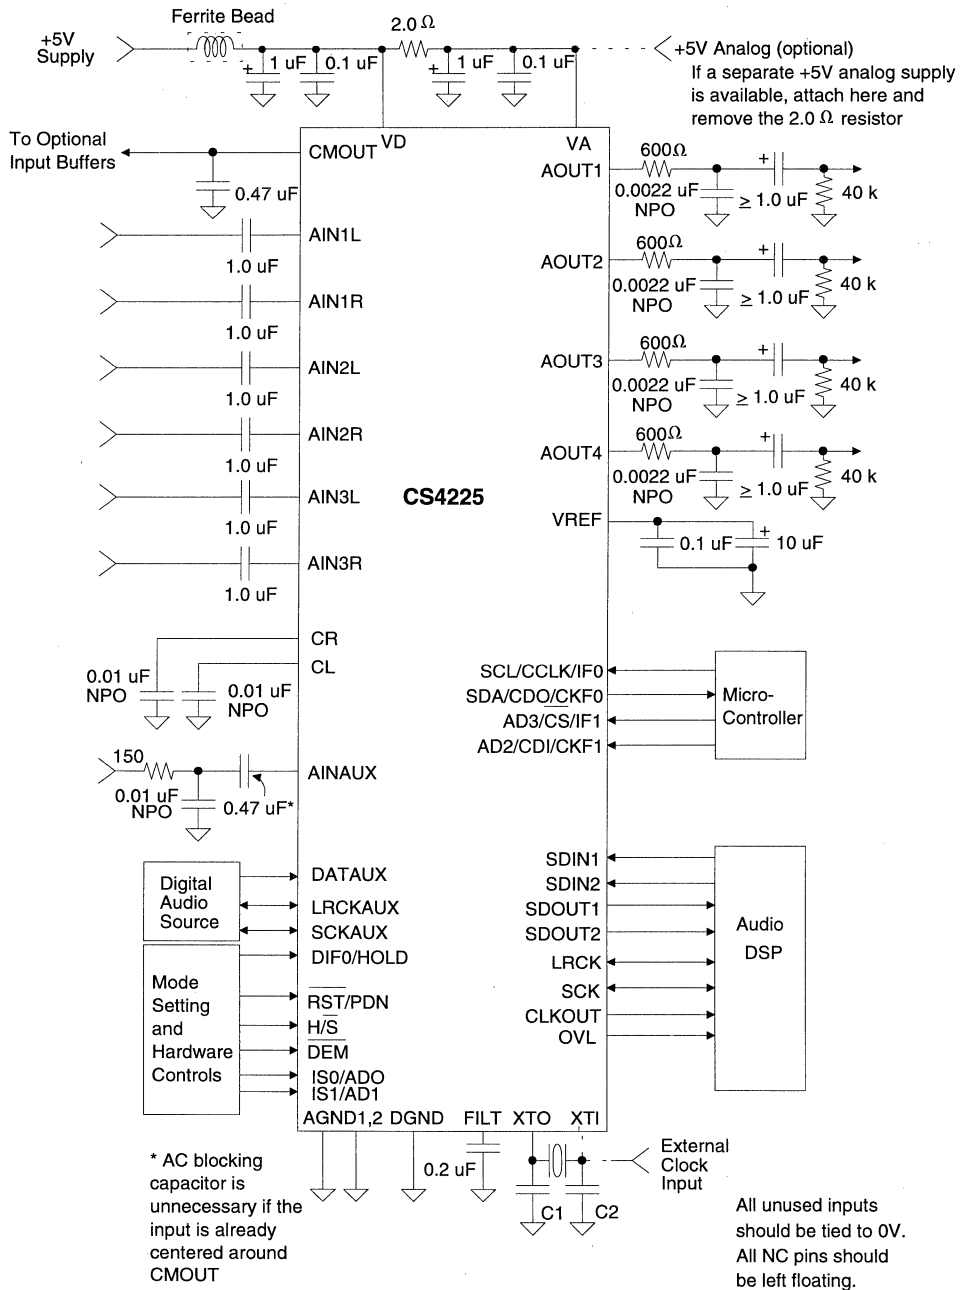 Ferrite Bead
+5V
Supply
2.0 Ω
+ 1 uF
0.1 uF
+ 1 uF
0.1 uF
+5V Analog (optional)
If a separate +5V analog supply
is available, attach here and
remove the 2.0 Ω resistor
To Optional
Input Buffers
0.47 uF
CMOUT
VD
VA
AIN1L
1.0 uF
AIN1R
1.0 uF
AIN2L
1.0 uF
AIN2R
1.0 uF
AIN3L
1.0 uF
AIN3R
1.0 uF
CS4225
AOUT1
600Ω
0.0022 uF
NPO
+
≥ 1.0 uF
40 k
AOUT2
600Ω
0.0022 uF
NPO
+
≥ 1.0 uF
40 k
AOUT3
600Ω
0.0022 uF
NPO
+
≥ 1.0 uF
40 k
AOUT4
600Ω
0.0022 uF
NPO
+
≥ 1.0 uF
40 k
VREF
0.1 uF
+
10 uF
CR
CL
0.01 uF
NPO
0.01 uF
NPO
150
0.01 uF
NPO
0.47 uF*
AINAUX
SCL/CCLK/IF0
SDA/CDO/CKF0
AD3/C̅S̅/IF1
AD2/CDI/CKF1
Micro-
Controller
Digital
Audio
Source
DATAUX
LRCKAUX
SCKAUX
Mode
Setting
and
Hardware
Controls
DIF0/HOLD
R̅S̅T̅/PDN
H/S̅
D̅E̅M̅
IS0/ADO
IS1/AD1
SDIN1
SDIN2
SDOUT1
SDOUT2
LRCK
SCK
CLKOUT
OVL
Audio
DSP
AGND1,2
DGND
FILT
XTO
XTI
0.2 uF
C1
C2
External
Clock
Input
* AC blocking
capacitor is
unnecessary if the
input is already
centered around
CMOUT
All unused inputs
should be tied to 0V.
All NC pins should
be left floating.